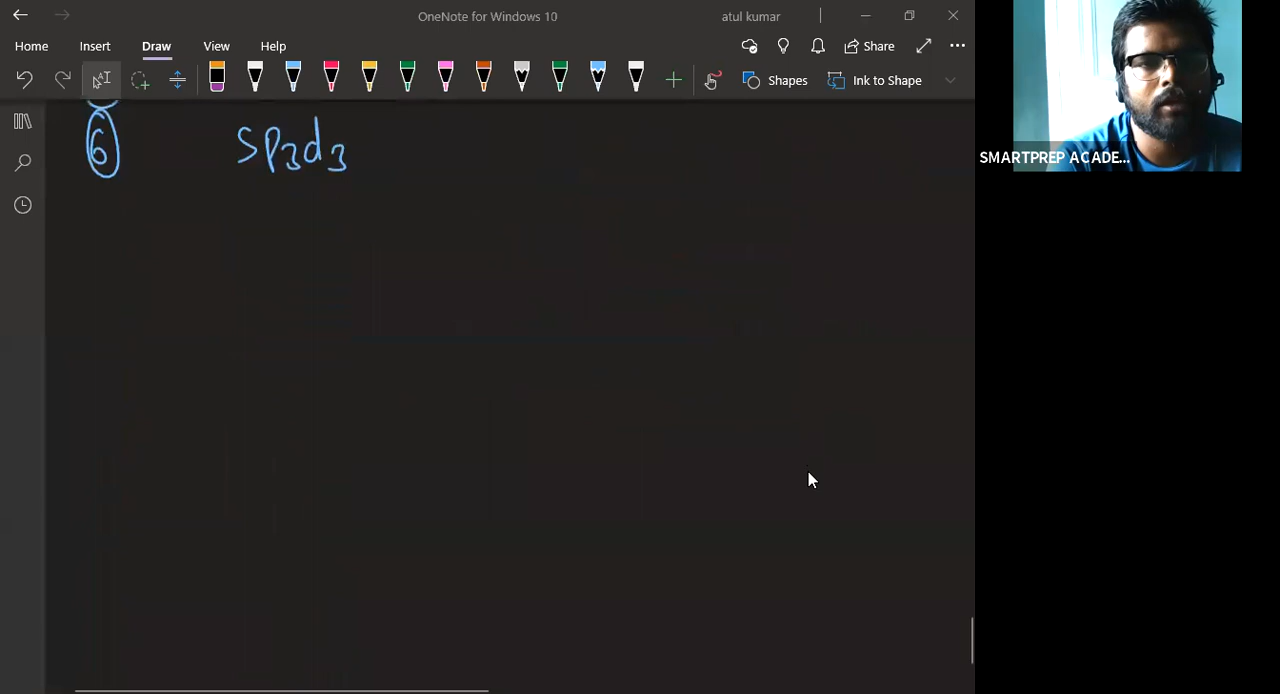 OneNote for Windows 10
atul kumar
Home Insert Draw View Help
Share
Shapes
Ink to Shape
SMARTPREP ACADE...
6 sp3d3